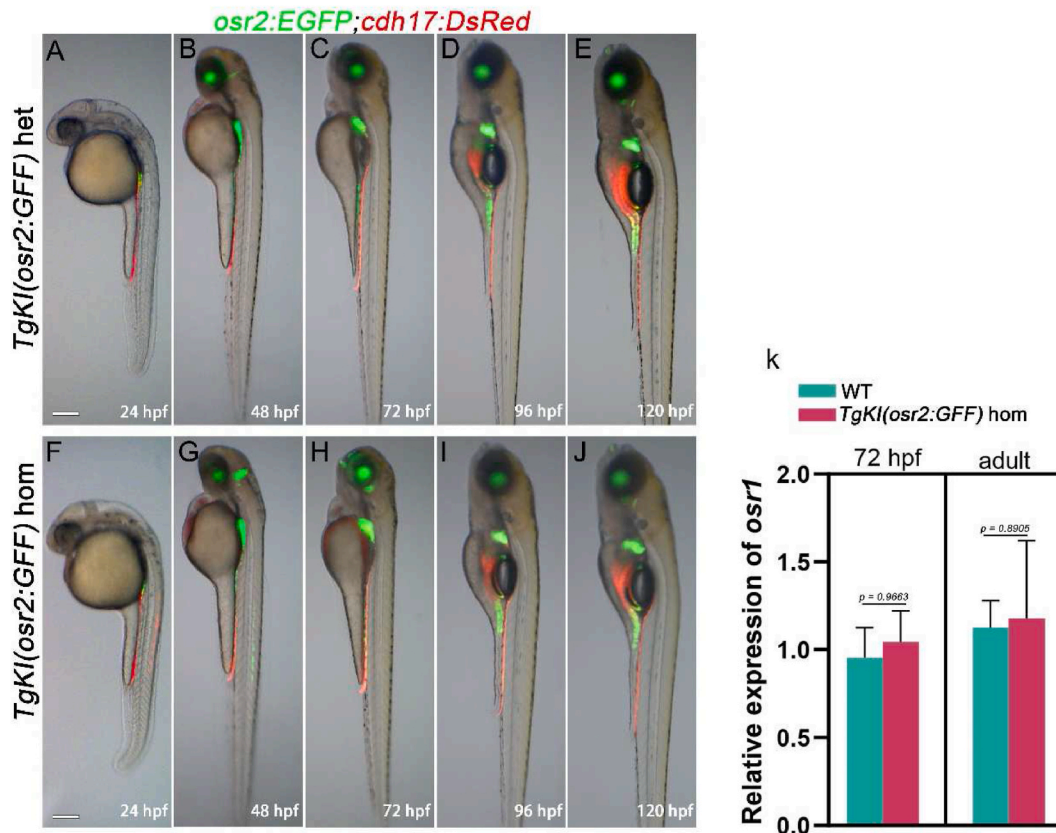 osr2:EGFP;cdh17:DsRed
TgKI(osr2:GFF) het
A
B
C
D
E
24 hpf
48 hpf
72 hpf
96 hpf
120 hpf
TgKI(osr2:GFF) hom
F
G
H
I
J
24 hpf
48 hpf
72 hpf
96 hpf
120 hpf
k
WT
TgKI(osr2:GFF) hom
72 hpf
adult
Relative expression of osr1
2.0
1.5
1.0
0.5
0.0
p = 0.9663
p = 0.8905